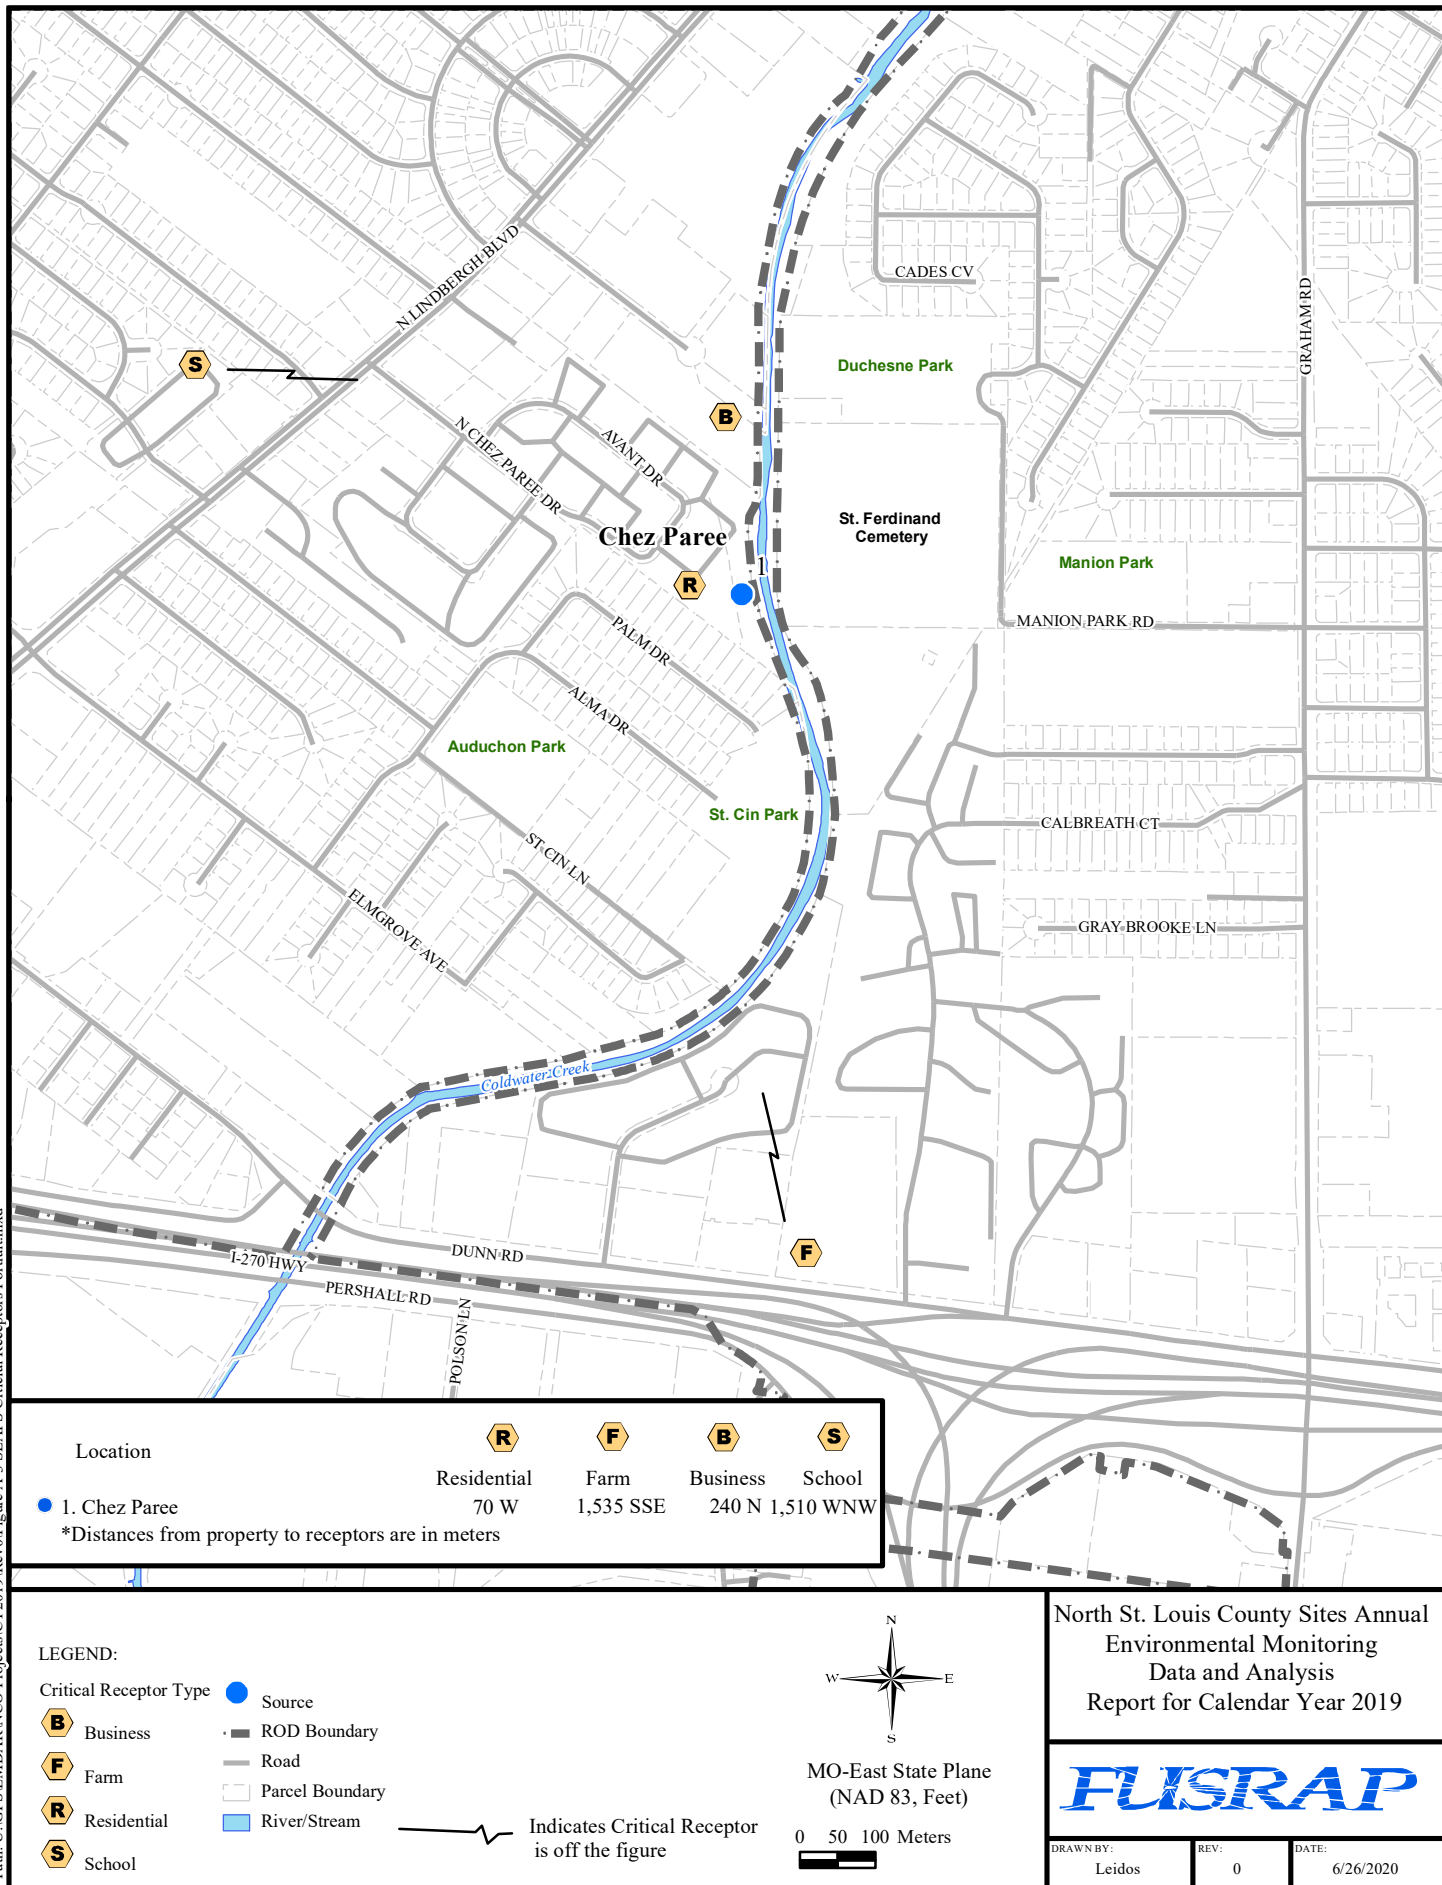 N LINDBERGH BLVD
CADES CV
GRAHAM RD
S
Duchesne Park
B
N CHEZ PAREE DR
AVANT DR
St. Ferdinand
Cemetery
Chez Paree
1
Manion Park
R
MANION PARK RD
PALM DR
ALMA DR
Auduchon Park
St. Cin Park
CALBREATH CT
ST CIN LN
ELMGROVE AVE
GRAY BROOKE LN
Coldwater Creek
DUNN RD
F
I-270 HWY
PERSHALL RD
POLSON LN
Location
R
F
B
S
Residential
Farm
Business
School
1. Chez Paree
70 W
1,535 SSE
240 N
1,510 WNW
*Distances from property to receptors are in meters
LEGEND:
Critical Receptor Type
B Business
F Farm
R Residential
S School
Source
ROD Boundary
Road
Parcel Boundary
River/Stream
Indicates Critical Receptor
is off the figure
N
W
E
S
MO-East State Plane
(NAD 83, Feet)
0 50 100 Meters
North St. Louis County Sites Annual
Environmental Monitoring
Data and Analysis
Report for Calendar Year 2019
FUSRAP
DRAWN BY:
Leidos
REV:
0
DATE:
6/26/2020